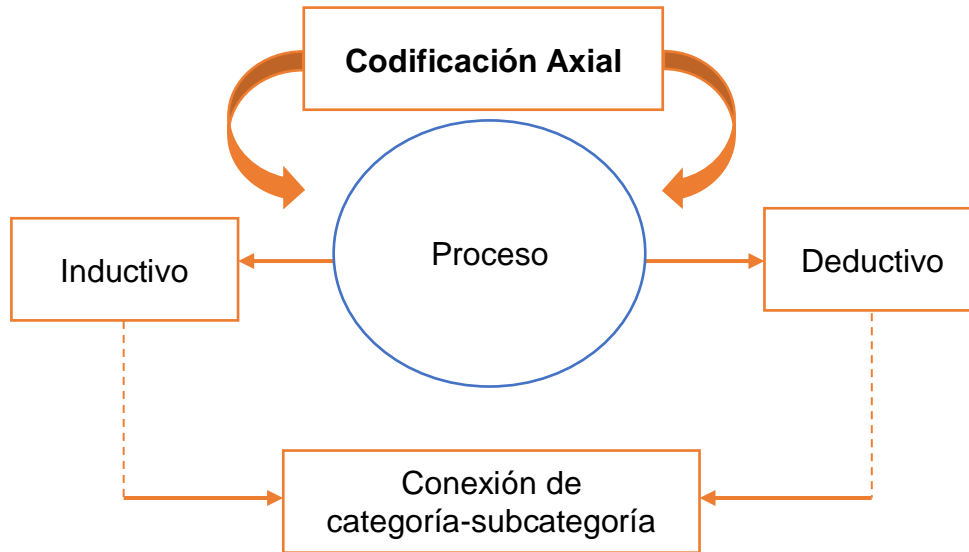 Codificación Axial
Proceso
Inductivo
Deductivo
Conexión de
categoría-subcategoría